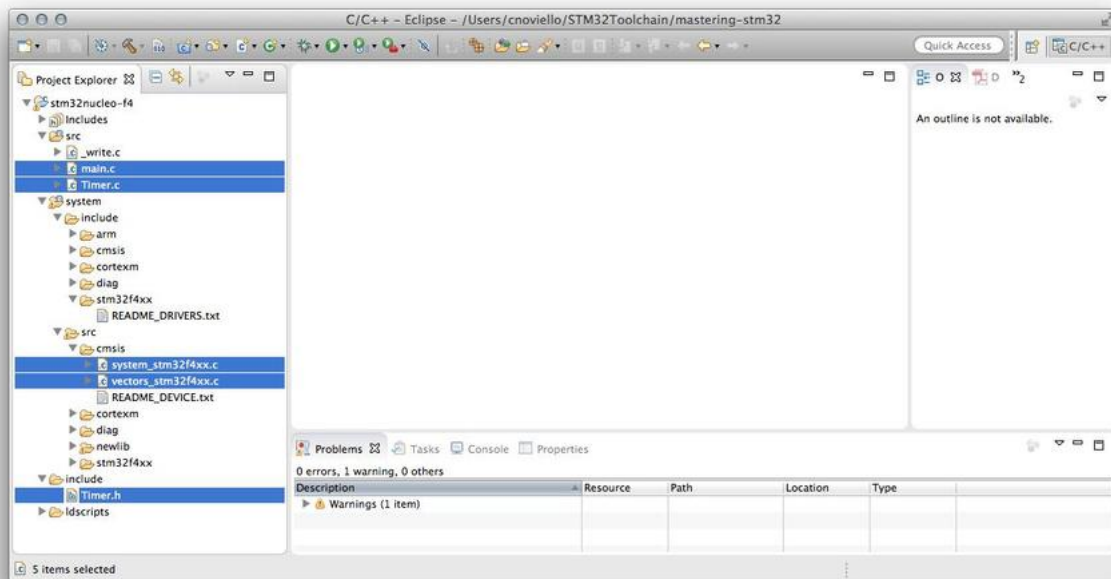 C/C++ – Eclipse – /Users/cnoviello/STM32Toolchain/mastering-stm32
Quick Access
C/C++
Project Explorer
stm32nucleo-f4
Includes
src
_write.c
main.c
Timer.c
system
include
arm
cmsis
cortexm
diag
stm32f4xx
README_DRIVERS.txt
src
cmsis
system_stm32f4xx.c
vectors_stm32f4xx.c
README_DEVICE.txt
cortexm
diag
newlib
stm32f4xx
include
Timer.h
ldscripts
O D »2
An outline is not available.
Problems Tasks Console Properties
0 errors, 1 warning, 0 others
Description Resource Path Location Type
Warnings (1 item)
5 items selected